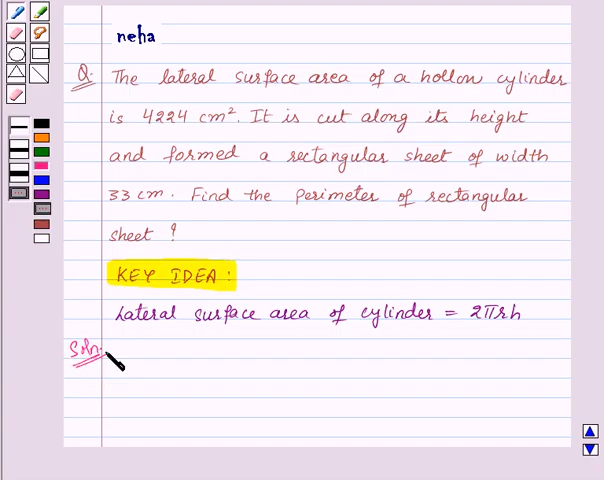 neha
Q. The lateral surface area of a hollow cylinder
is 4224 cm². It is cut along its height
and formed a rectangular sheet of width
33 cm. Find the perimeter of rectangular
sheet ?
KEY IDEA :
Lateral surface area of cylinder = 2πrh
Soln.